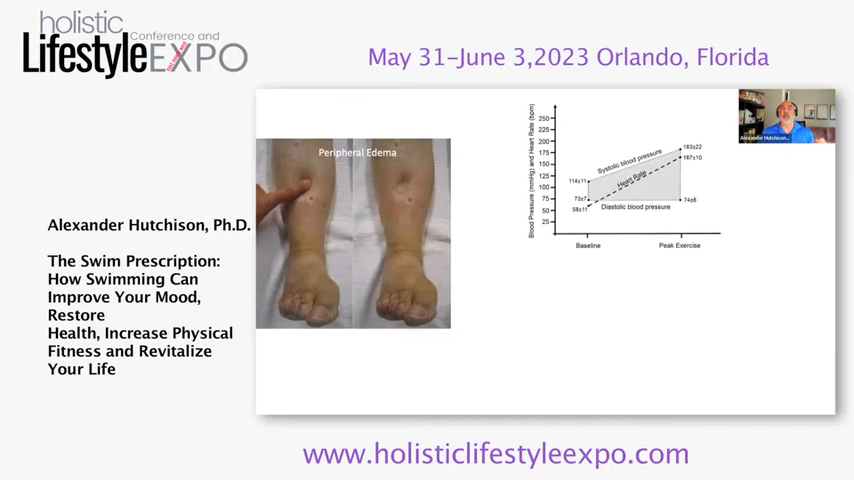 holistic
Conference and
LifestyleEXPO
May 31-June 3,2023 Orlando, Florida
Alexander Hutchison, Ph.D.
The Swim Prescription:
How Swimming Can
Improve Your Mood,
Restore
Health, Increase Physical
Fitness and Revitalize
Your Life
Peripheral Edema
Blood Pressure (mmHg) and Heart Rate (bpm)
250
225
200
175
150
125
100
75
50
25
114±11
73±7
58±11
Systolic blood pressure
Heart Rate
Diastolic blood pressure
183±22
167±10
74±8
Baseline
Peak Exercise
Alexander Hutchison...
www.holisticlifestyleexpo.com